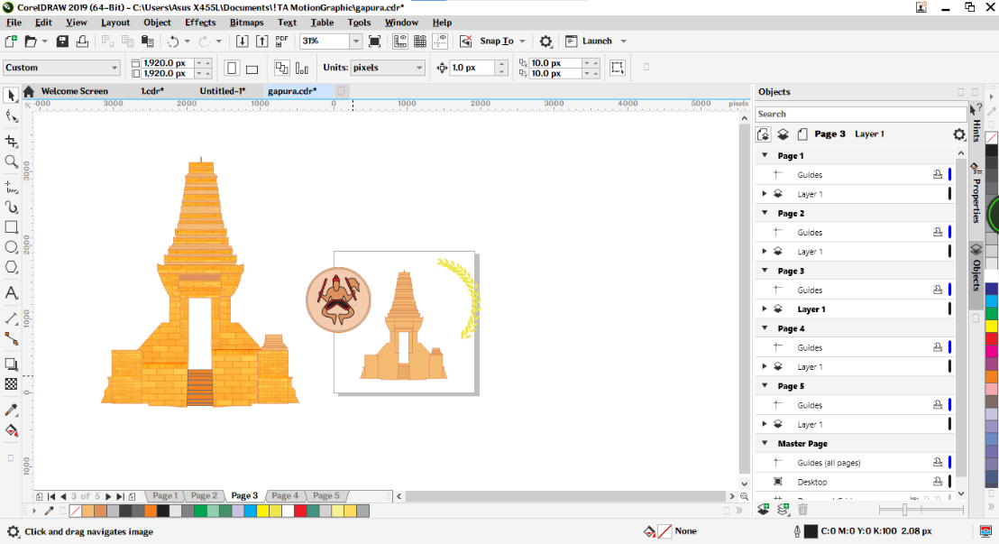 CorelDRAW 2019 (64-Bit) - C:\Users\Asus X455L\Documents\!TA MotionGraphic\gapura.cdr*
File Edit View Layout Object Effects Bitmaps Text Table Tools Window Help
PDF 31% Snap To Launch
Custom 1,920.0 px 1,920.0 px Units: pixels 1.0 px 10.0 px 10.0 px
Welcome Screen 1.cdr* Untitled-1* gapura.cdr*
3000 2000 1000 0 1000 2000 3000 4000 5000 pixels
3000
2000
1000
0
1000
3 of 5 Page 1 Page 2 Page 3 Page 4 Page 5
Objects
Search
Page 3 Layer 1
Page 1
Guides
Layer 1
Page 2
Guides
Layer 1
Page 3
Guides
Layer 1
Page 4
Guides
Layer 1
Page 5
Guides
Layer 1
Master Page
Guides (all pages)
Desktop
Hints
Properties
Objects
Click and drag navigates image None C:0 M:0 Y:0 K:100 2.08 px